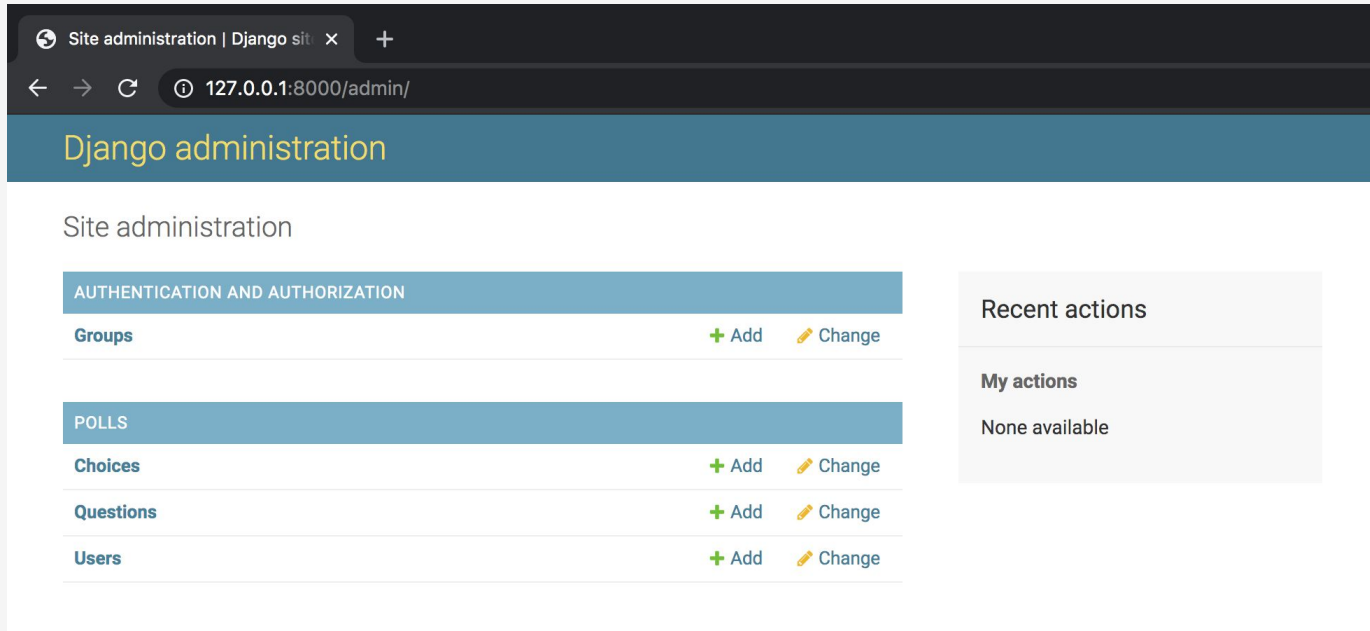 Site administration | Django sit
127.0.0.1:8000/admin/
Django administration
Site administration
AUTHENTICATION AND AUTHORIZATION
Groups Add Change
POLLS
Choices Add Change
Questions Add Change
Users Add Change
Recent actions
My actions
None available